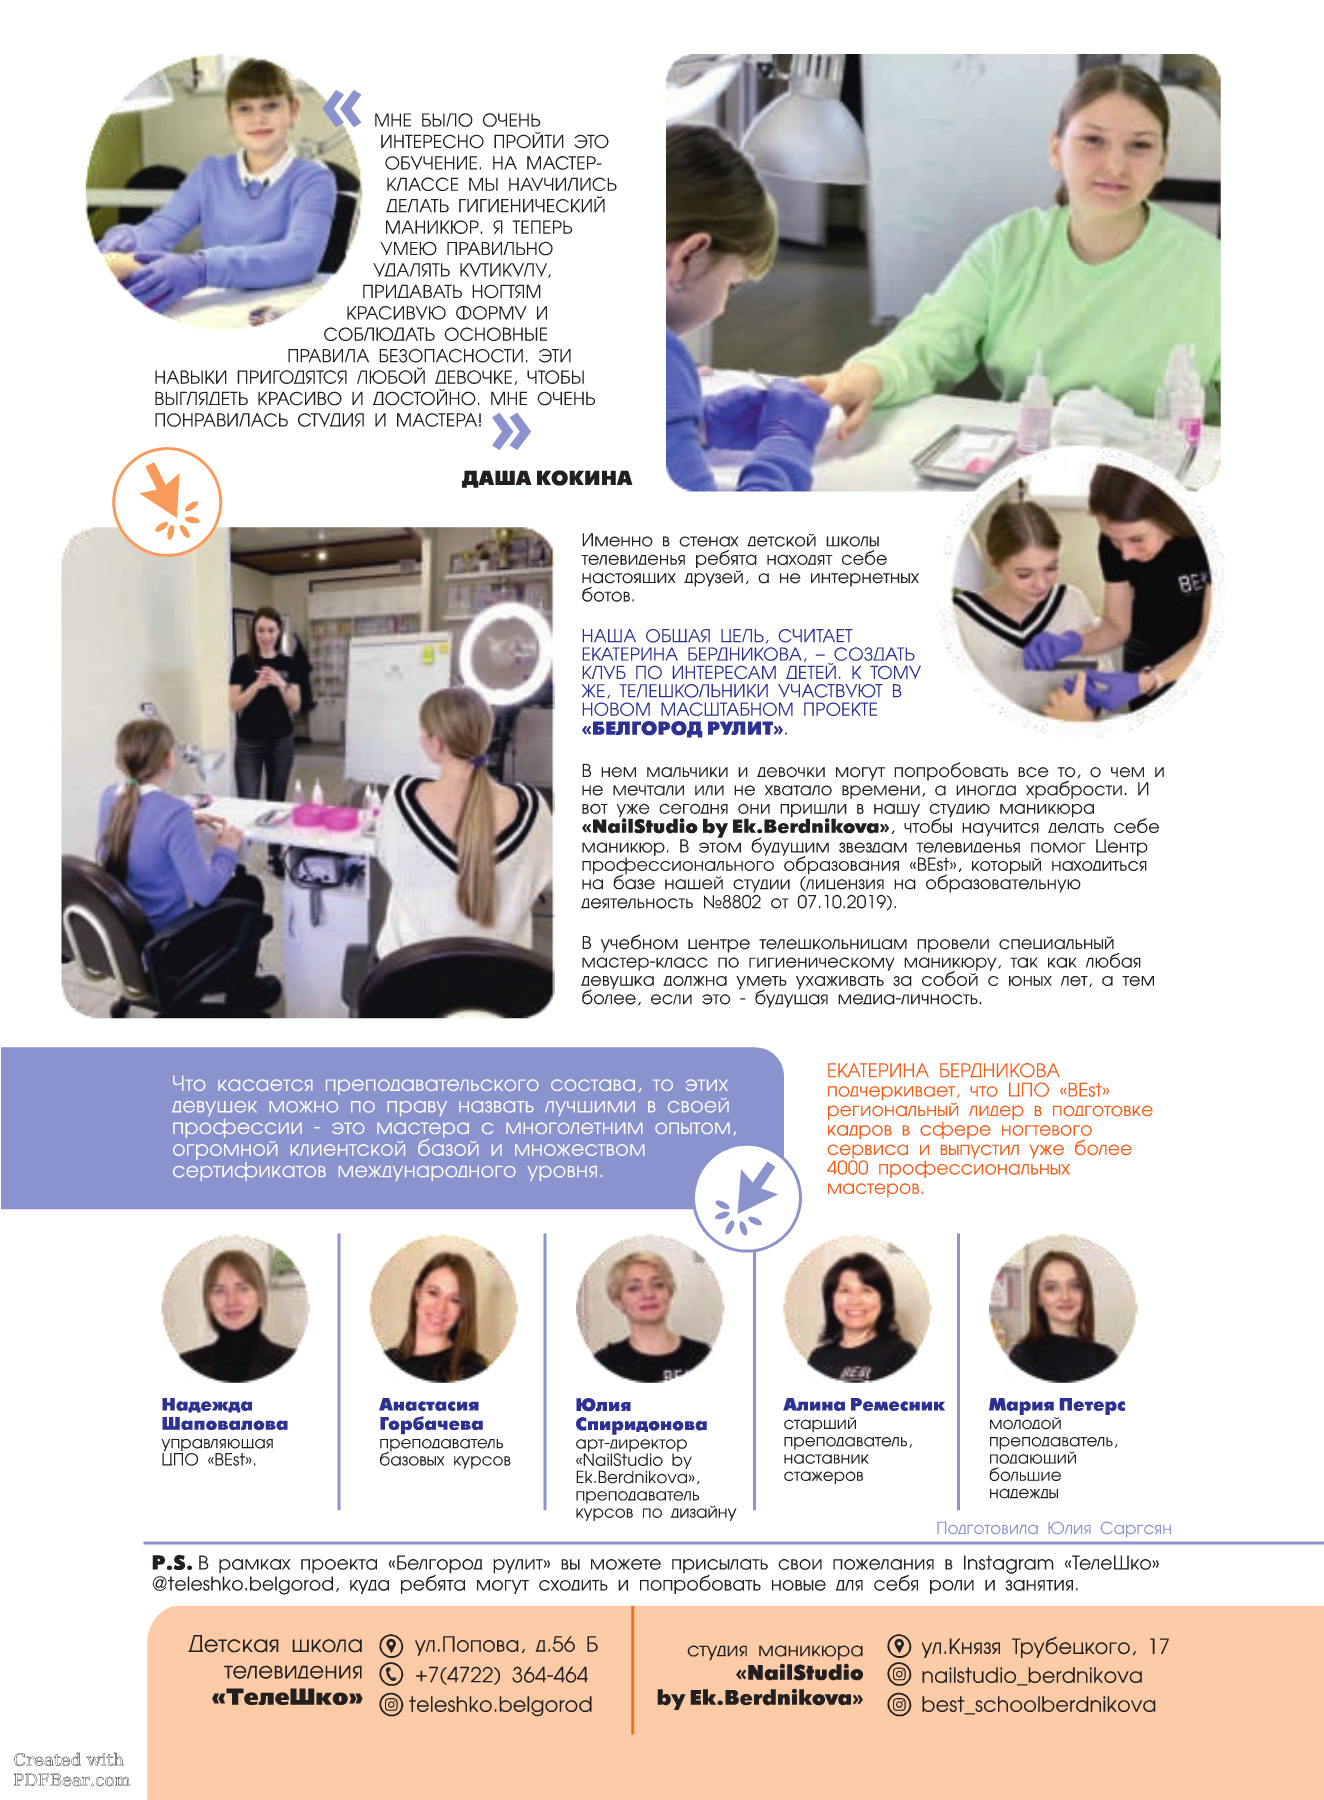 «
МНЕ БЫЛО ОЧЕНЬ
ИНТЕРЕСНО ПРОЙТИ ЭТО
ОБУЧЕНИЕ. НА МАСТЕР-
КЛАССЕ МЫ НАУЧИЛИСЬ
ДЕЛАТЬ ГИГИЕНИЧЕСКИЙ
МАНИКЮР. Я ТЕПЕРЬ
УМЕЮ ПРАВИЛЬНО
УДАЛЯТЬ КУТИКУЛУ,
ПРИДАВАТЬ НОГТЯМ
КРАСИВУЮ ФОРМУ И
СОБЛЮДАТЬ ОСНОВНЫЕ
ПРАВИЛА БЕЗОПАСНОСТИ. ЭТИ
НАВЫКИ ПРИГОДЯТСЯ ЛЮБОЙ ДЕВОЧКЕ, ЧТОБЫ
ВЫГЛЯДЕТЬ КРАСИВО И ДОСТОЙНО. МНЕ ОЧЕНЬ
ПОНРАВИЛАСЬ СТУДИЯ И МАСТЕРА! »
ДАША КОКИНА
Именно в стенах детской школы
телевиденья ребята находят себе
настоящих друзей, а не интернетных
ботов.
НАША ОБЩАЯ ЦЕЛЬ, СЧИТАЕТ
ЕКАТЕРИНА БЕРДНИКОВА, – СОЗДАТЬ
КЛУБ ПО ИНТЕРЕСАМ ДЕТЕЙ. К ТОМУ
ЖЕ, ТЕЛЕШКОЛЬНИКИ УЧАСТВУЮТ В
НОВОМ МАСШТАБНОМ ПРОЕКТЕ
«БЕЛГОРОД РУЛИТ».
В нем мальчики и девочки могут попробовать все то, о чем и
не мечтали или не хватало времени, а иногда храбрости. И
вот уже сегодня они пришли в нашу студию маникюра
«NailStudio by Ek.Berdnikova», чтобы научится делать себе
маникюр. В этом будущим звездам телевиденья помог Центр
профессионального образования «BEst», который находиться
на базе нашей студии (лицензия на образовательную
деятельность №8802 от 07.10.2019).
В учебном центре телешкольницам провели специальный
мастер-класс по гигиеническому маникюру, так как любая
девушка должна уметь ухаживать за собой с юных лет, а тем
более, если это - будущая медиа-личность.
Что касается преподавательского состава, то этих
девушек можно по праву назвать лучшими в своей
профессии - это мастера с многолетним опытом,
огромной клиентской базой и множеством
сертификатов международного уровня.
ЕКАТЕРИНА БЕРДНИКОВА
подчеркивает, что ЦПО «BEst»
региональный лидер в подготовке
кадров в сфере ногтевого
сервиса и выпустил уже более
4000 профессиональных
мастеров.
Надежда
Шаповалова
управляющая
ЦПО «BEst».
Анастасия
Горбачева
преподаватель
базовых курсов
Юлия
Спиридонова
арт-директор
«NailStudio by
Ek.Berdnikova»,
преподаватель
курсов по дизайну
Алина Ремесник
старший
преподаватель,
наставник
стажеров
Мария Петерс
молодой
преподаватель,
подающий
большие
надежды
Подготовила Юлия Саргсян
P.S. В рамках проекта «Белгород рулит» вы можете присылать свои пожелания в Instagram «ТелеШко»
@teleshko.belgorod, куда ребята могут сходить и попробовать новые для себя роли и занятия.
Детская школа
телевидения
«ТелеШко»
ул.Попова, д.56 Б
+7(4722) 364-464
teleshko.belgorod
студия маникюра
«NailStudio
by Ek.Berdnikova»
ул.Князя Трубецкого, 17
nailstudio_berdnikova
best_schoolberdnikova
Created with
PDFBear.com